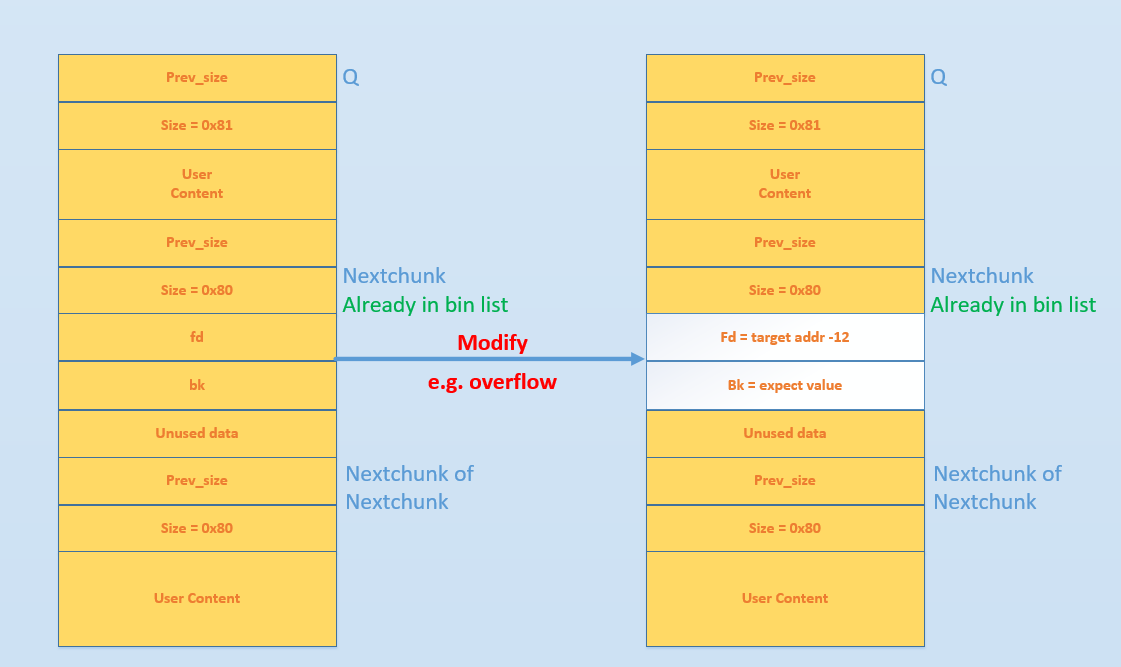 Prev_size
Q
Size = 0x81
User
Content
Prev_size
Size = 0x80
Nextchunk
Already in bin list
fd
bk
Unused data
Prev_size
Nextchunk of
Nextchunk
Size = 0x80
User Content
Modify
e.g. overflow
Prev_size
Q
Size = 0x81
User
Content
Prev_size
Size = 0x80
Nextchunk
Already in bin list
Fd = target addr -12
Bk = expect value
Unused data
Prev_size
Nextchunk of
Nextchunk
Size = 0x80
User Content